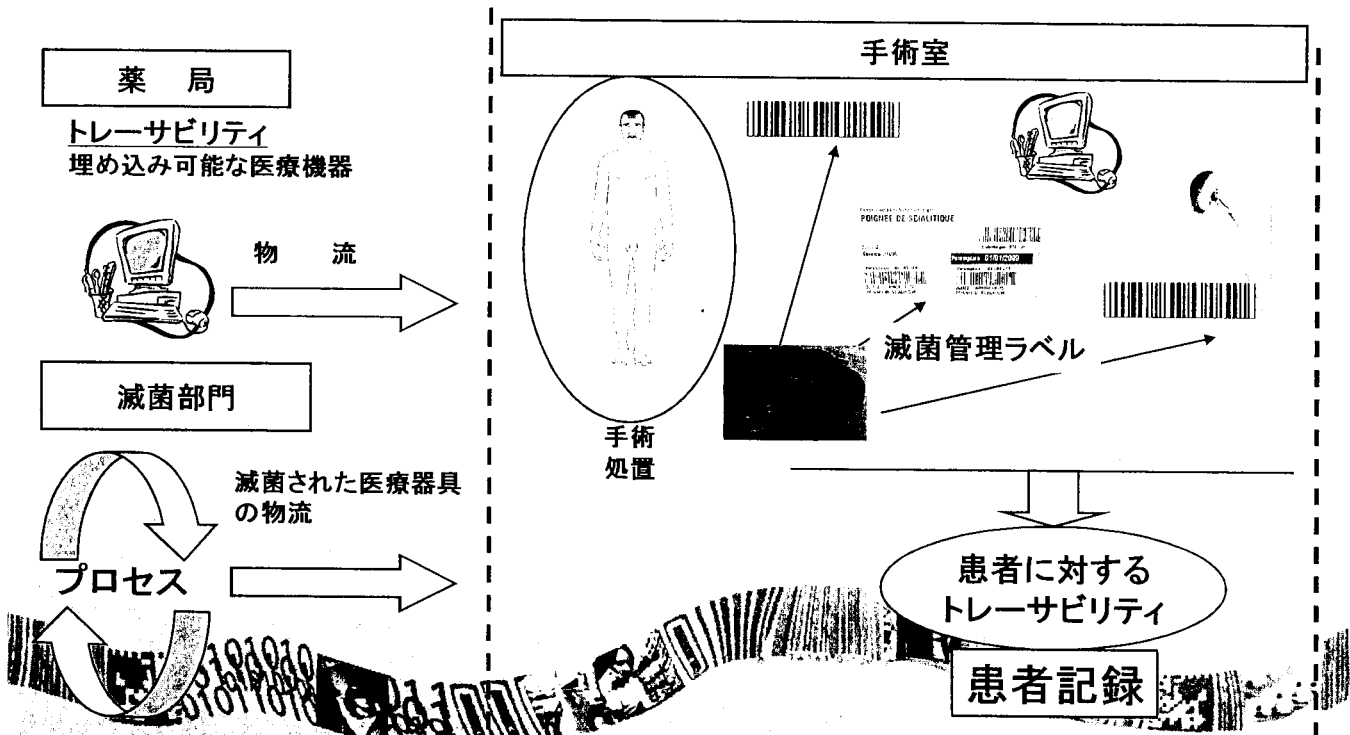 薬 局
トレーサビリティ
埋め込み可能な医療機器
物 流
滅菌部門
滅菌された医療器具
の物流
プロセス
手術室
POIGNEE DE SCIALITIQUE
01/01/2009
滅菌管理ラベル
手術
処置
患者に対する
トレーサビリティ
患者記録